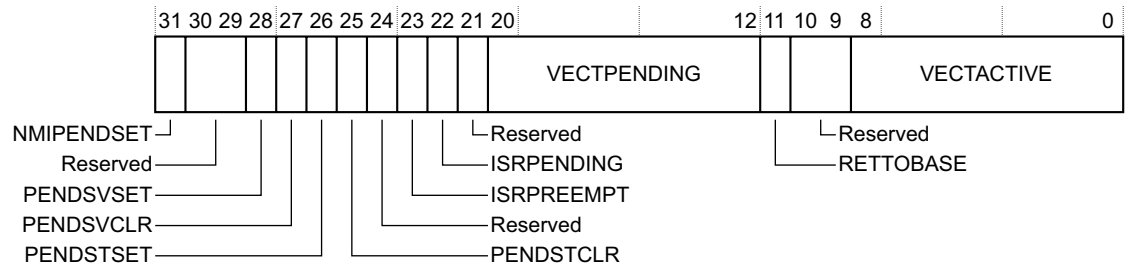 31 30 29 28 27 26 25 24 23 22 21 20 12 11 10 9 8 0
VECTPENDING VECTACTIVE
NMIPENDSET Reserved Reserved
Reserved ISRPENDING RETTOBASE
PENDSVSET ISRPREEMPT
PENDSVCLR Reserved
PENDSTSET PENDSTCLR